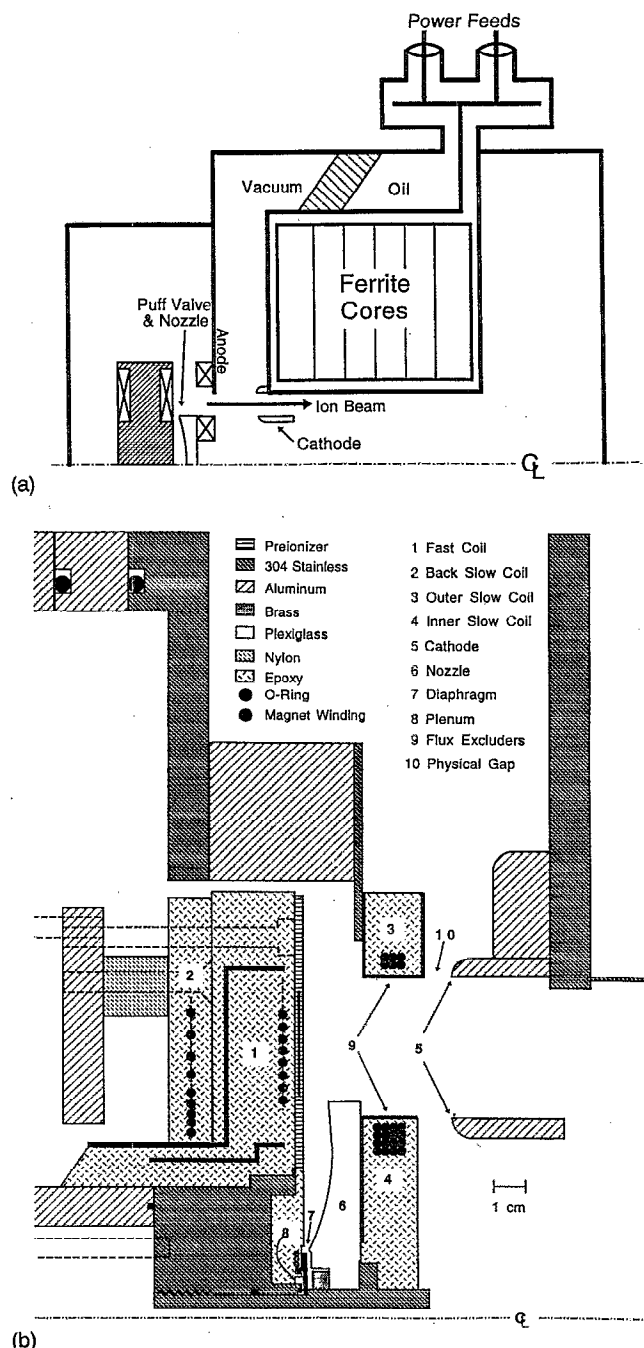 Power Feeds
Vacuum
Oil
Ferrite
Cores
Puff Valve
& Nozzle
Anode
Ion Beam
Cathode
C
L
(a)
Preionizer
304 Stainless
Aluminum
Brass
Plexiglass
Nylon
Epoxy
O-Ring
Magnet Winding
1 Fast Coil
2 Back Slow Coil
3 Outer Slow Coil
4 Inner Slow Coil
5 Cathode
6 Nozzle
7 Diaphragm
8 Plenum
9 Flux Excluders
10 Physical Gap
3
10
2
1
9
5
4
6
7
8
1 cm
C
L
(b)